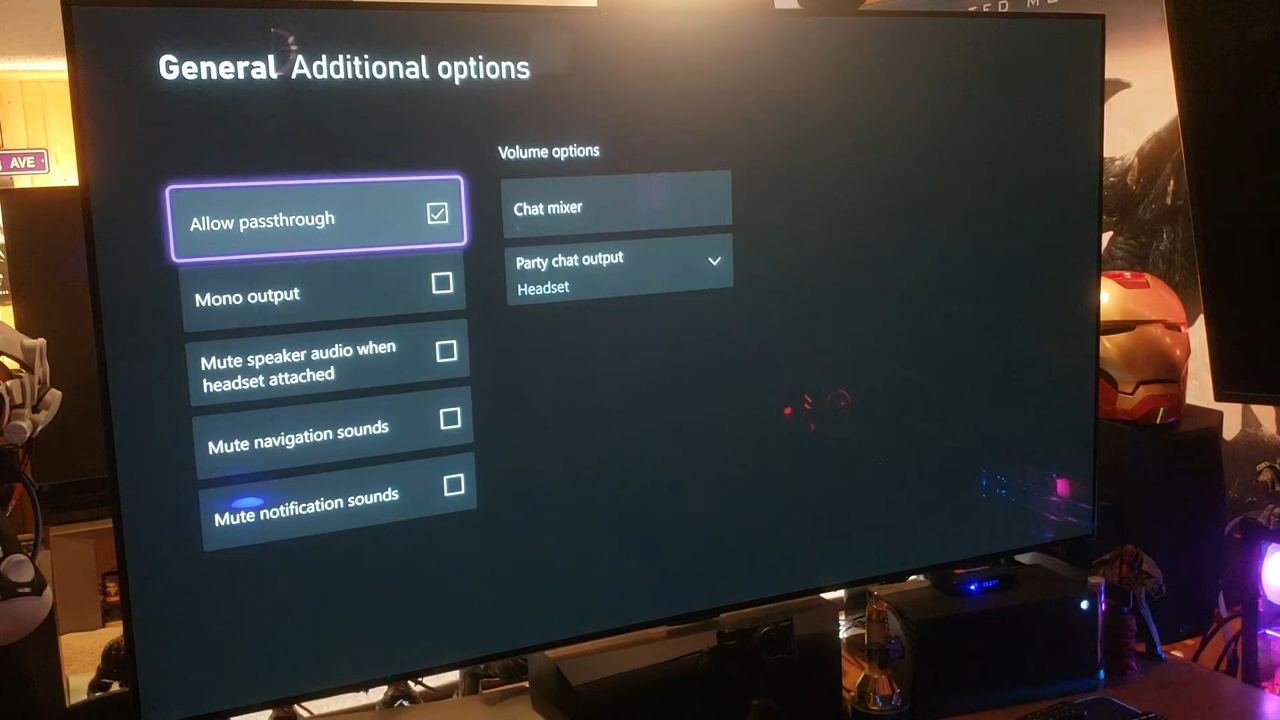 General Additional options
Allow passthrough
Mono output
Mute speaker audio when
headset attached
Mute navigation sounds
Mute notification sounds
Volume options
Chat mixer
Party chat output
Headset
AVE